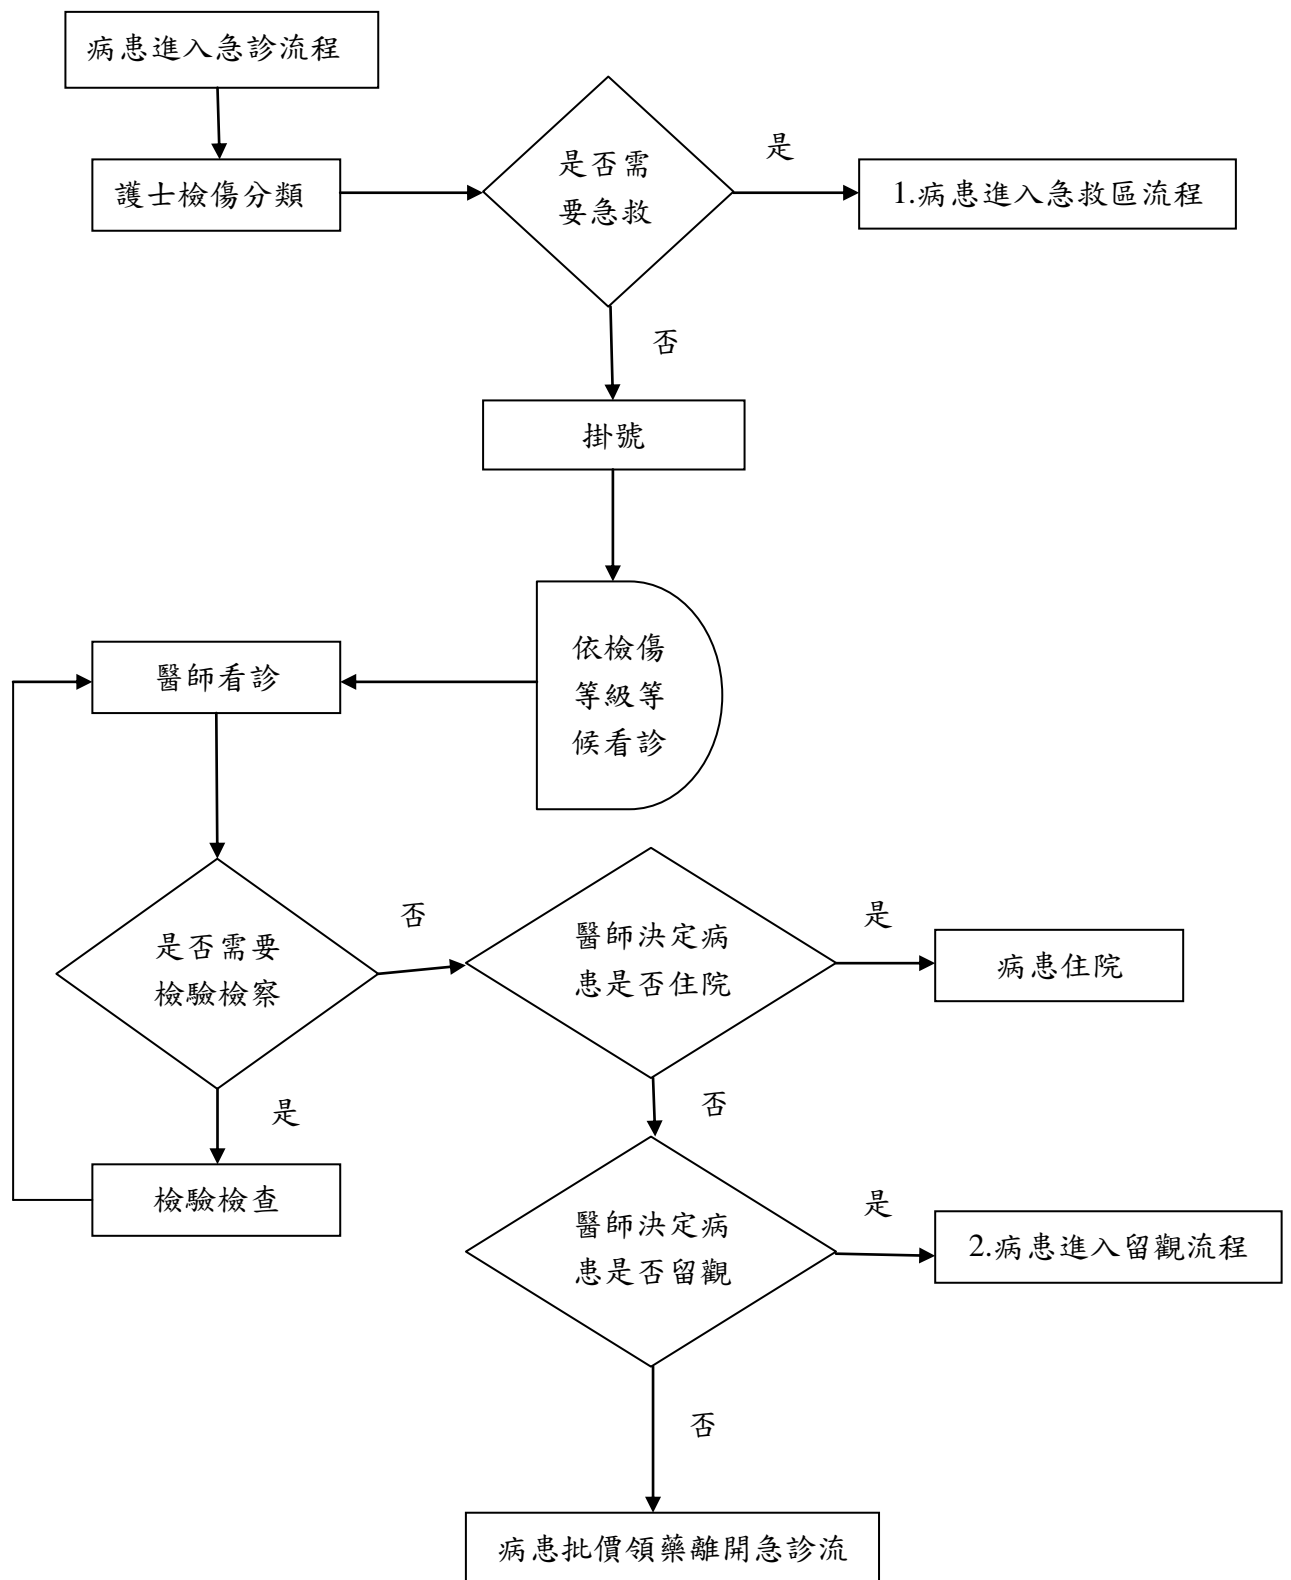 病患進入急診流程
護士檢傷分類
是否需
要急救
是
1.病患進入急救區流程
否
掛號
依檢傷
等級等
候看診
醫師看診
是否需要
檢驗檢察
否
醫師決定病
患是否住院
是
病患住院
是
檢驗檢查
否
醫師決定病
患是否留觀
是
2.病患進入留觀流程
否
病患批價領藥離開急診流